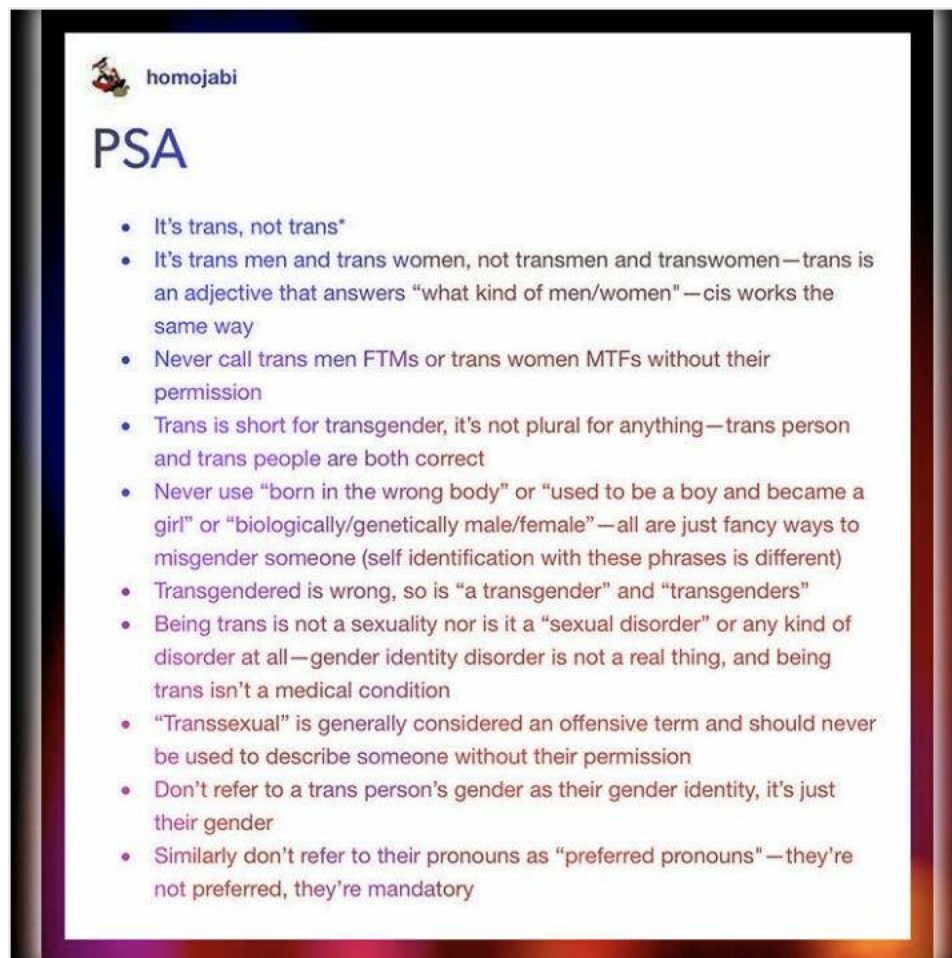 homojabi
PSA
• It's trans, not trans*
• It's trans men and trans women, not transmen and transwomen—trans is
an adjective that answers “what kind of men/women"—cis works the
same way
• Never call trans men FTMs or trans women MTFs without their
permission
• Trans is short for transgender, it's not plural for anything—trans person
and trans people are both correct
• Never use “born in the wrong body” or “used to be a boy and became a
girl” or “biologically/genetically male/female”—all are just fancy ways to
misgender someone (self identification with these phrases is different)
• Transgendered is wrong, so is “a transgender” and “transgenders”
• Being trans is not a sexuality nor is it a “sexual disorder” or any kind of
disorder at all—gender identity disorder is not a real thing, and being
trans isn't a medical condition
• “Transsexual” is generally considered an offensive term and should never
be used to describe someone without their permission
• Don't refer to a trans person's gender as their gender identity, it's just
their gender
• Similarly don't refer to their pronouns as “preferred pronouns"—they're
not preferred, they're mandatory